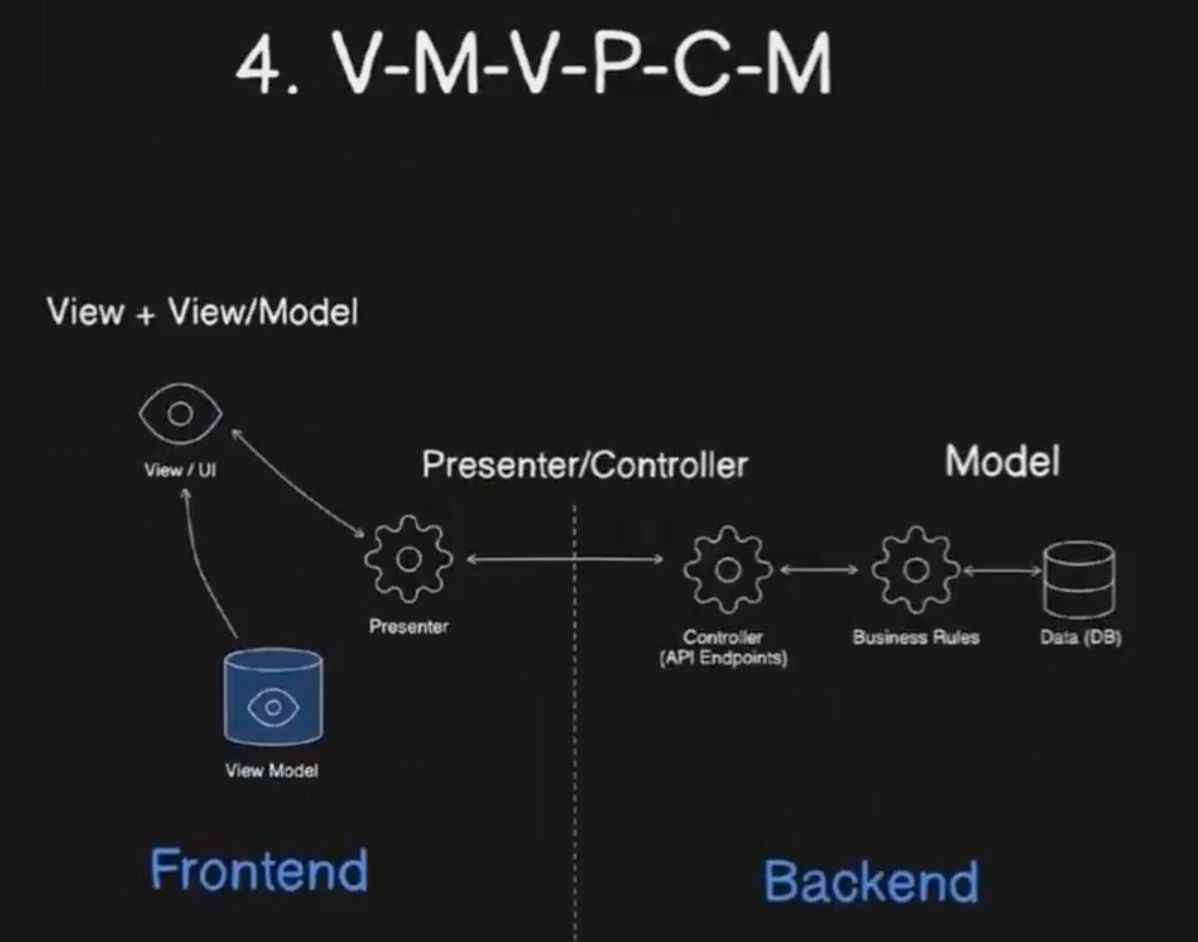 4. V-M-V-P-C-M
View + View/Model
View / UI
Presenter/Controller
Model
Presenter
Controller
(API Endpoints)
Business Rules
Data (DB)
View Model
Frontend
Backend